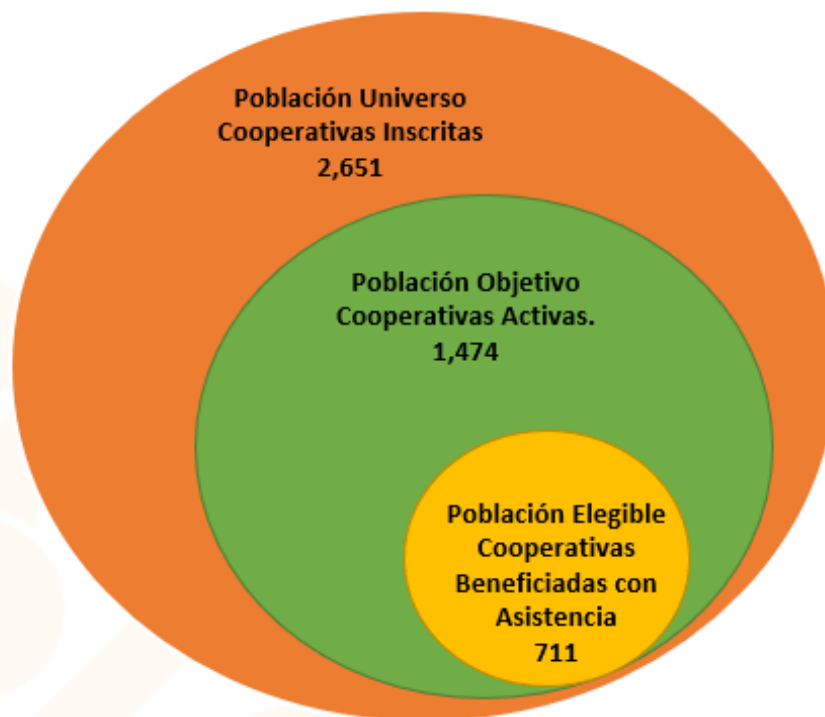 Población Universo
Cooperativas Inscritas
2,651
Población Objetivo
Cooperativas Activas.
1,474
Población Elegible
Cooperativas
Beneficiadas con
Asistencia
711